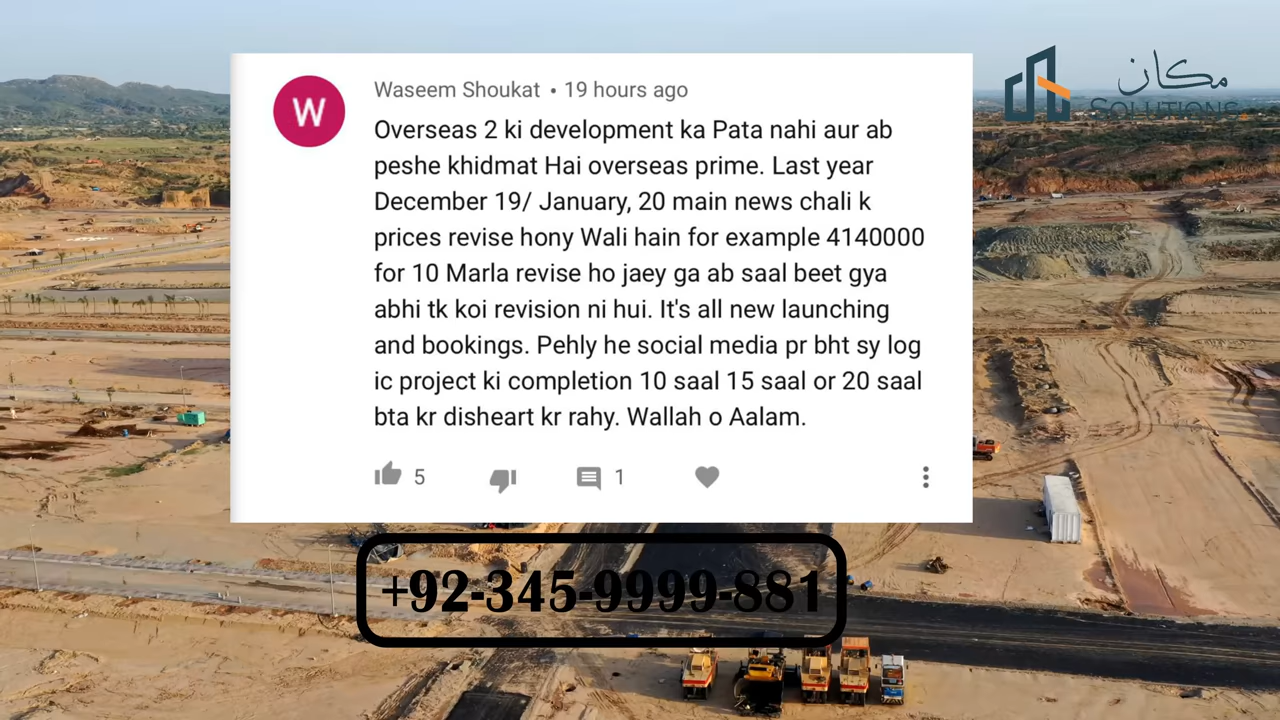 Waseem Shoukat • 19 hours ago
W
Overseas 2 ki development ka Pata nahi aur ab
peshe khidmat Hai overseas prime. Last year
December 19/ January, 20 main news chali k
prices revise hony Wali hain for example 4140000
for 10 Marla revise ho jaey ga ab saal beet gya
abhi tk koi revision ni hui. It's all new launching
and bookings. Pehly he social media pr bht sy log
ic project ki completion 10 saal 15 saal or 20 saal
bta kr disheart kr rahy. Wallah o Aalam.
5
1
مکان
SOLUTIONS.
+92-345-9999-881